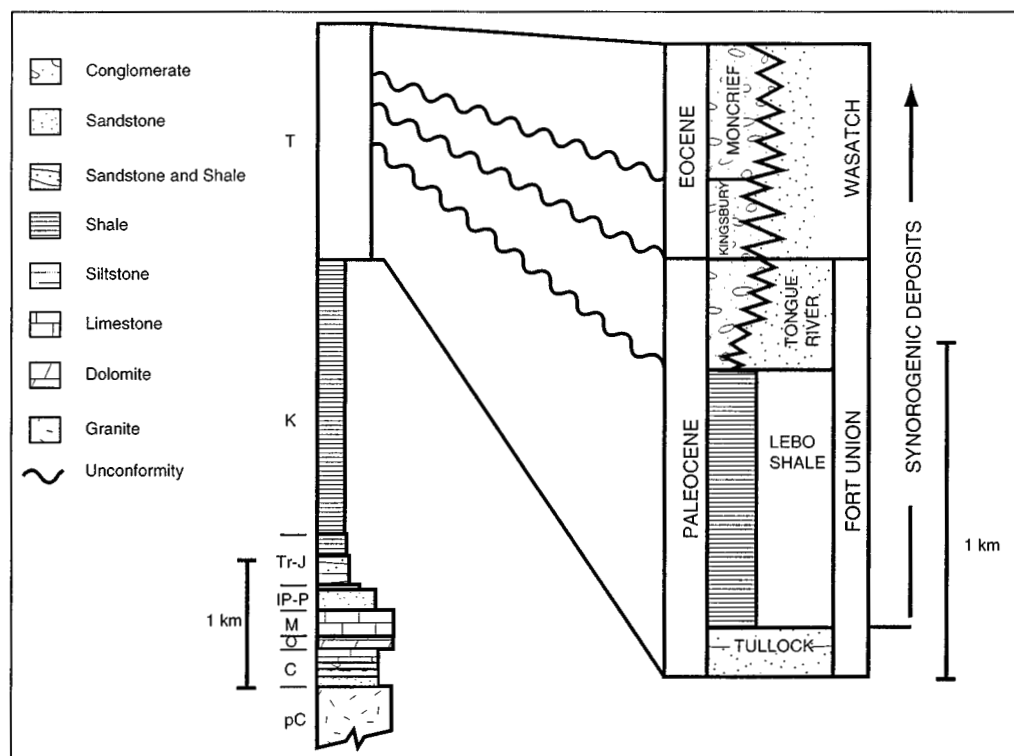 Conglomerate
Sandstone
Sandstone and Shale
Shale
Siltstone
Limestone
Dolomite
Granite
Unconformity
T
K
Tr-J
IP-P
M
O
C
pC
1 km
EOCENE
PALEOCENE
MONCRIEF
KINGSBURY
WASATCH
TONGUE
RIVER
LEBO
SHALE
FORT UNION
TULLOCK
SYNOROGENIC DEPOSITS
1 km